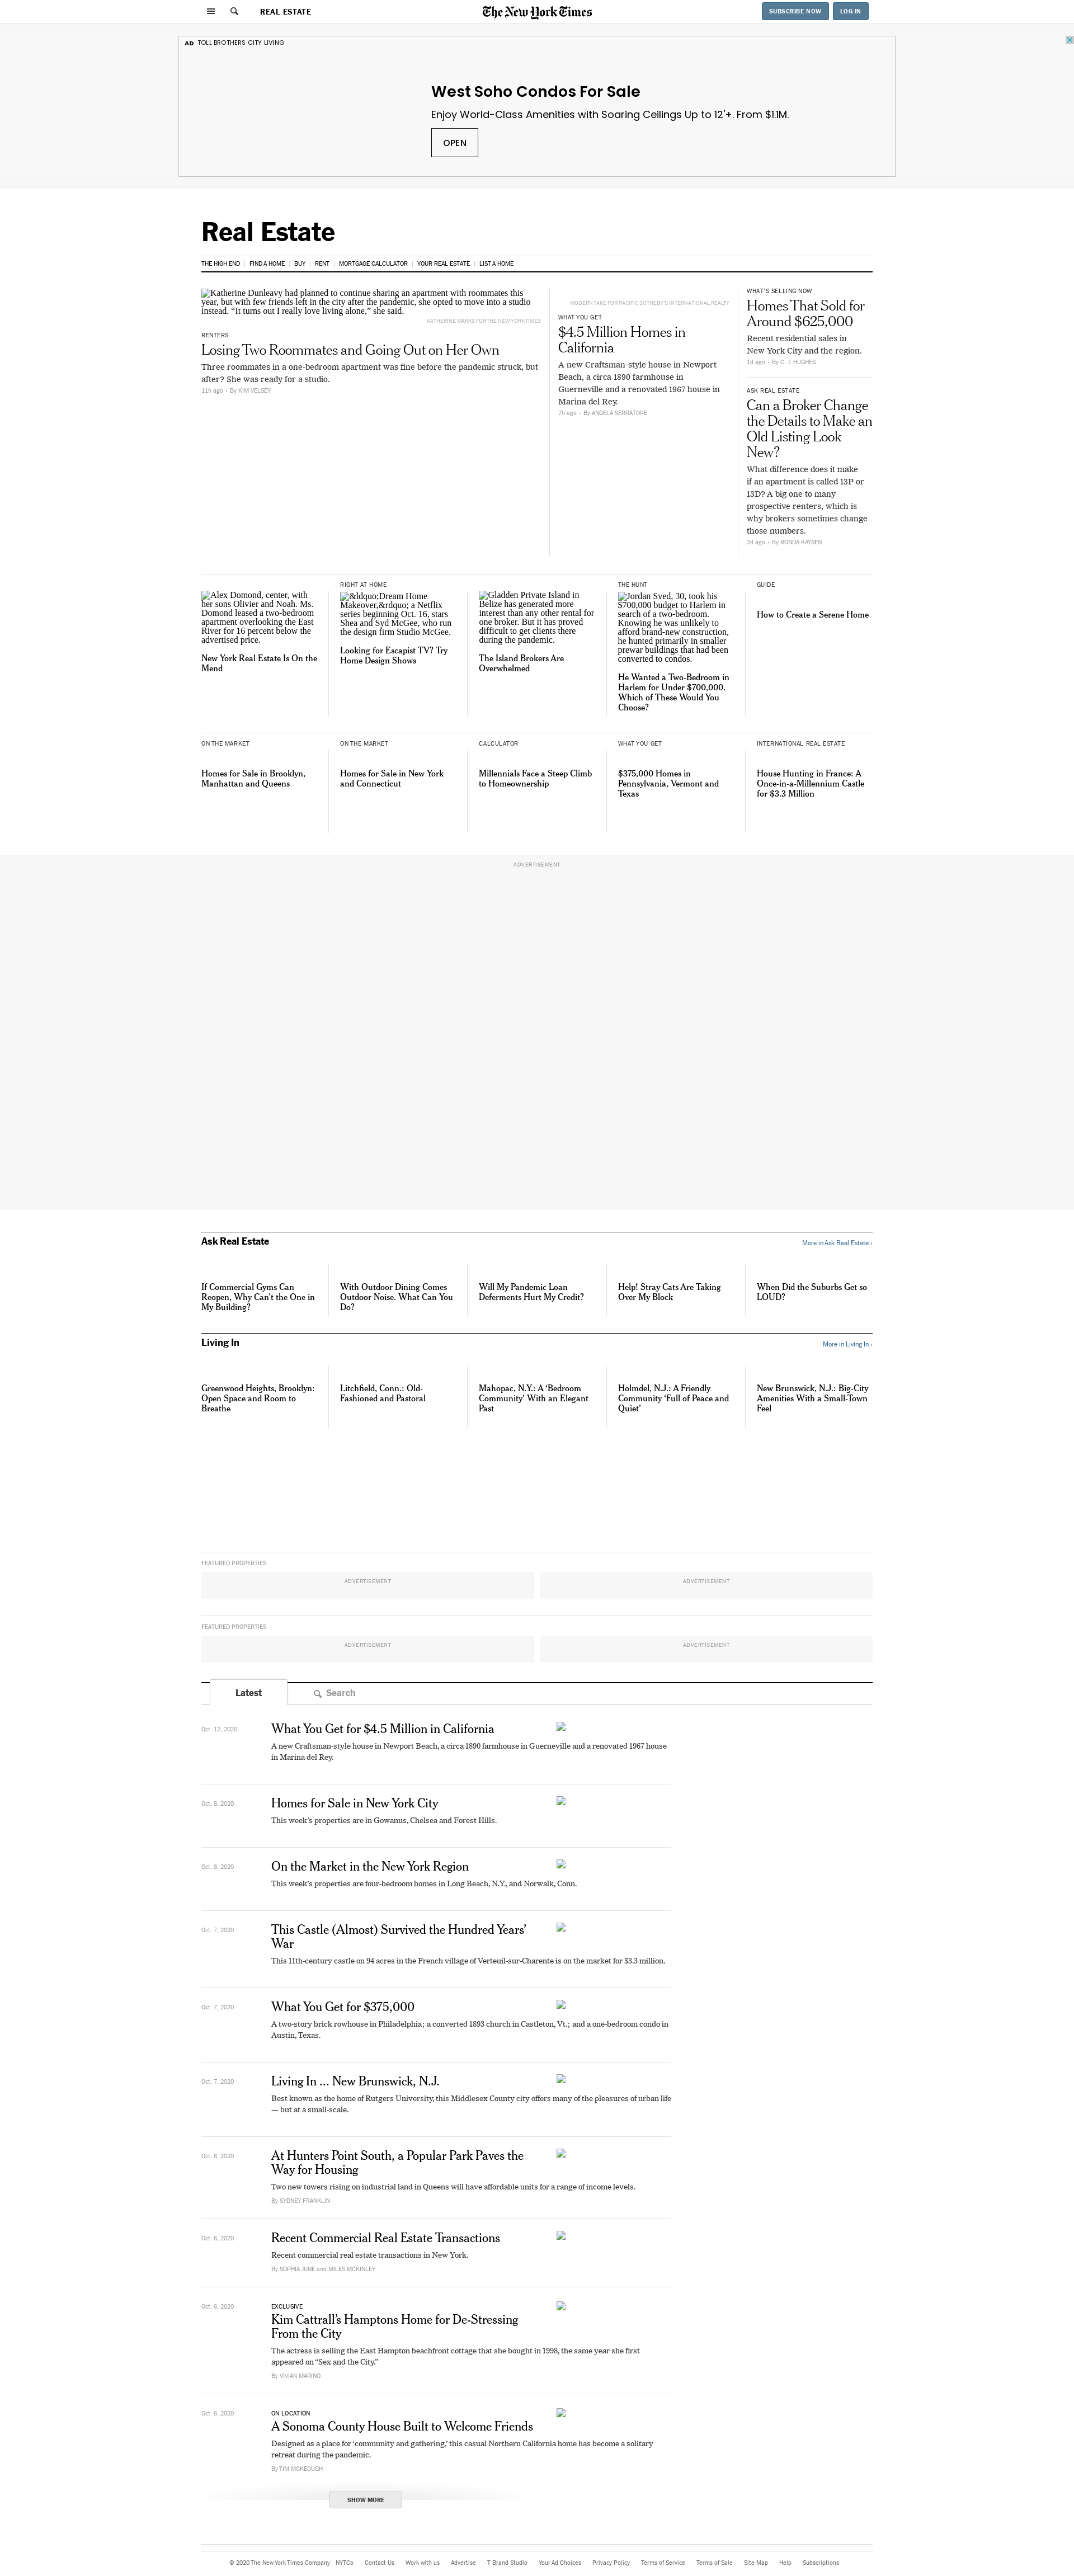 REAL ESTATE
The New York Times
SUBSCRIBE NOW
LOG IN
AD TOLL BROTHERS CITY LIVING
West Soho Condos For Sale
Enjoy World-Class Amenities with Soaring Ceilings Up to 12'+. From $1.1M.
OPEN
Real Estate
THE HIGH END
FIND A HOME
BUY
RENT
MORTGAGE CALCULATOR
YOUR REAL ESTATE
LIST A HOME
Katherine Dunleavy had planned to continue sharing an apartment with roommates this
year, but with few friends left in the city after the pandemic, she opted to move into a studio
instead. “It turns out I really love living alone,” she said.
KATHERINE MARKS FOR THE NEW YORK TIMES
RENTERS
Losing Two Roommates and Going Out on Her Own
Three roommates in a one-bedroom apartment was fine before the pandemic struck, but
after? She was ready for a studio.
11h ago · By KIM VELSEY
MODERN TAKE FOR PACIFIC SOTHEBY'S INTERNATIONAL REALTY
WHAT YOU GET
$4.5 Million Homes in
California
A new Craftsman-style house in Newport
Beach, a circa 1890 farmhouse in
Guerneville and a renovated 1967 house in
Marina del Rey.
7h ago · By ANGELA SERRATORE
WHAT'S SELLING NOW
Homes That Sold for
Around $625,000
Recent residential sales in
New York City and the region.
1d ago · By C. J. HUGHES
ASK REAL ESTATE
Can a Broker Change
the Details to Make an
Old Listing Look
New?
What difference does it make
if an apartment is called 13P or
13D? A big one to many
prospective renters, which is
why brokers sometimes change
those numbers.
2d ago · By RONDA KAYSEN
Alex Domond, center, with
her sons Olivier and Noah. Ms.
Domond leased a two-bedroom
apartment overlooking the East
River for 16 percent below the
advertised price.
New York Real Estate Is On the
Mend
RIGHT AT HOME
&ldquo;Dream Home
Makeover,&rdquo; a Netflix
series beginning Oct. 16, stars
Shea and Syd McGee, who run
the design firm Studio McGee.
Looking for Escapist TV? Try
Home Design Shows
Gladden Private Island in
Belize has generated more
interest than any other rental for
one broker. But it has proved
difficult to get clients there
during the pandemic.
The Island Brokers Are
Overwhelmed
THE HUNT
Jordan Sved, 30, took his
$700,000 budget to Harlem in
search of a two-bedroom.
Knowing he was unlikely to
afford brand-new construction,
he hunted primarily in smaller
prewar buildings that had been
converted to condos.
He Wanted a Two-Bedroom in
Harlem for Under $700,000.
Which of These Would You
Choose?
GUIDE
How to Create a Serene Home
ON THE MARKET
Homes for Sale in Brooklyn,
Manhattan and Queens
ON THE MARKET
Homes for Sale in New York
and Connecticut
CALCULATOR
Millennials Face a Steep Climb
to Homeownership
WHAT YOU GET
$375,000 Homes in
Pennsylvania, Vermont and
Texas
INTERNATIONAL REAL ESTATE
House Hunting in France: A
Once-in-a-Millennium Castle
for $3.3 Million
ADVERTISEMENT
Ask Real Estate
More in Ask Real Estate ›
If Commercial Gyms Can
Reopen, Why Can't the One in
My Building?
With Outdoor Dining Comes
Outdoor Noise. What Can You
Do?
Will My Pandemic Loan
Deferments Hurt My Credit?
Help! Stray Cats Are Taking
Over My Block
When Did the Suburbs Get so
LOUD?
Living In
More in Living In ›
Greenwood Heights, Brooklyn:
Open Space and Room to
Breathe
Litchfield, Conn.: Old-
Fashioned and Pastoral
Mahopac, N.Y.: A ‘Bedroom
Community’ With an Elegant
Past
Holmdel, N.J.: A Friendly
Community ‘Full of Peace and
Quiet’
New Brunswick, N.J.: Big-City
Amenities With a Small-Town
Feel
FEATURED PROPERTIES
ADVERTISEMENT
ADVERTISEMENT
FEATURED PROPERTIES
ADVERTISEMENT
ADVERTISEMENT
Latest
Search
Oct. 12, 2020
What You Get for $4.5 Million in California
A new Craftsman-style house in Newport Beach, a circa 1890 farmhouse in Guerneville and a renovated 1967 house
in Marina del Rey.
Oct. 8, 2020
Homes for Sale in New York City
This week's properties are in Gowanus, Chelsea and Forest Hills.
Oct. 8, 2020
On the Market in the New York Region
This week's properties are four-bedroom homes in Long Beach, N.Y., and Norwalk, Conn.
Oct. 7, 2020
This Castle (Almost) Survived the Hundred Years’
War
This 11th-century castle on 94 acres in the French village of Verteuil-sur-Charente is on the market for $3.3 million.
Oct. 7, 2020
What You Get for $375,000
A two-story brick rowhouse in Philadelphia; a converted 1893 church in Castleton, Vt.; and a one-bedroom condo in
Austin, Texas.
Oct. 7, 2020
Living In ... New Brunswick, N.J.
Best known as the home of Rutgers University, this Middlesex County city offers many of the pleasures of urban life
— but at a small-scale.
Oct. 6, 2020
At Hunters Point South, a Popular Park Paves the
Way for Housing
Two new towers rising on industrial land in Queens will have affordable units for a range of income levels.
By SYDNEY FRANKLIN
Oct. 6, 2020
Recent Commercial Real Estate Transactions
Recent commercial real estate transactions in New York.
By SOPHIA JUNE and MILES MCKINLEY
Oct. 6, 2020
EXCLUSIVE
Kim Cattrall’s Hamptons Home for De-Stressing
From the City
The actress is selling the East Hampton beachfront cottage that she bought in 1998, the same year she first
appeared on “Sex and the City.”
By VIVIAN MARINO
Oct. 6, 2020
ON LOCATION
A Sonoma County House Built to Welcome Friends
Designed as a place for ‘community and gathering,’ this casual Northern California home has become a solitary
retreat during the pandemic.
By TIM MCKEOUGH
SHOW MORE
© 2020 The New York Times Company NYTCo Contact Us Work with us Advertise T Brand Studio Your Ad Choices Privacy Policy Terms of Service Terms of Sale Site Map Help Subscriptions